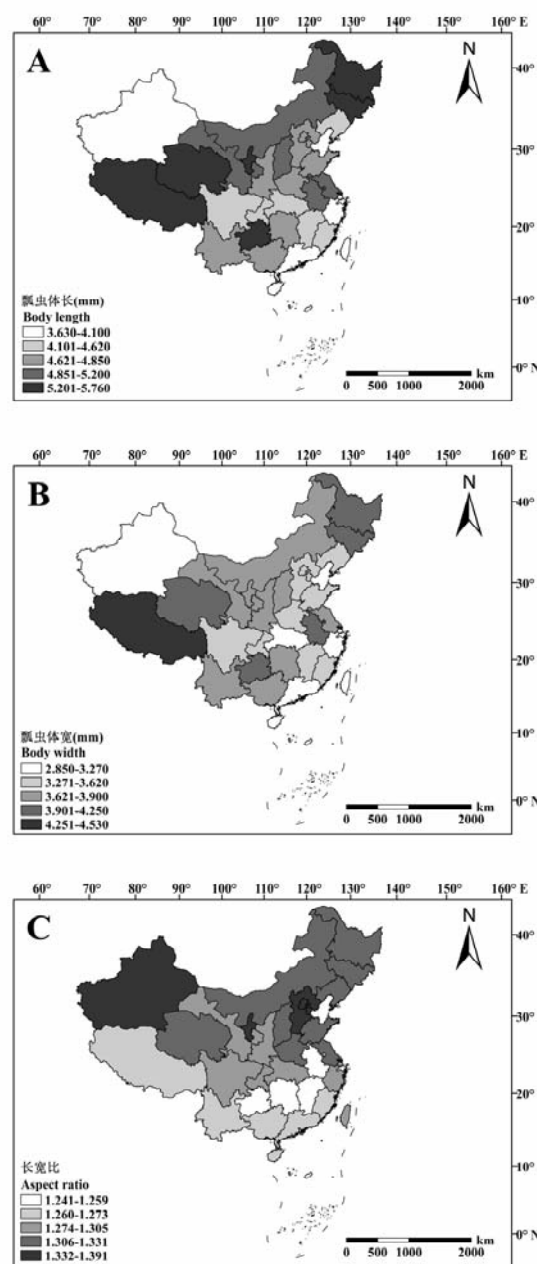 60° 70° 80° 90° 100° 110° 120° 130° 140° 150° 160° E
A
N
40°
30°
20°
10°
0° N
瓢虫体长(mm)
Body length
3.630-4.100
4.101-4.620
4.621-4.850
4.851-5.200
5.201-5.760
km
0 500 1000 2000
60° 70° 80° 90° 100° 110° 120° 130° 140° 150° 160° E
B
N
40°
30°
20°
10°
0° N
瓢虫体宽(mm)
Body width
2.850-3.270
3.271-3.620
3.621-3.900
3.901-4.250
4.251-4.530
km
0 500 1000 2000
60° 70° 80° 90° 100° 110° 120° 130° 140° 150° 160° E
C
N
40°
30°
20°
10°
0° N
长宽比
Aspect ratio
1.241-1.259
1.260-1.273
1.274-1.305
1.306-1.331
1.332-1.391
km
0 500 1000 2000